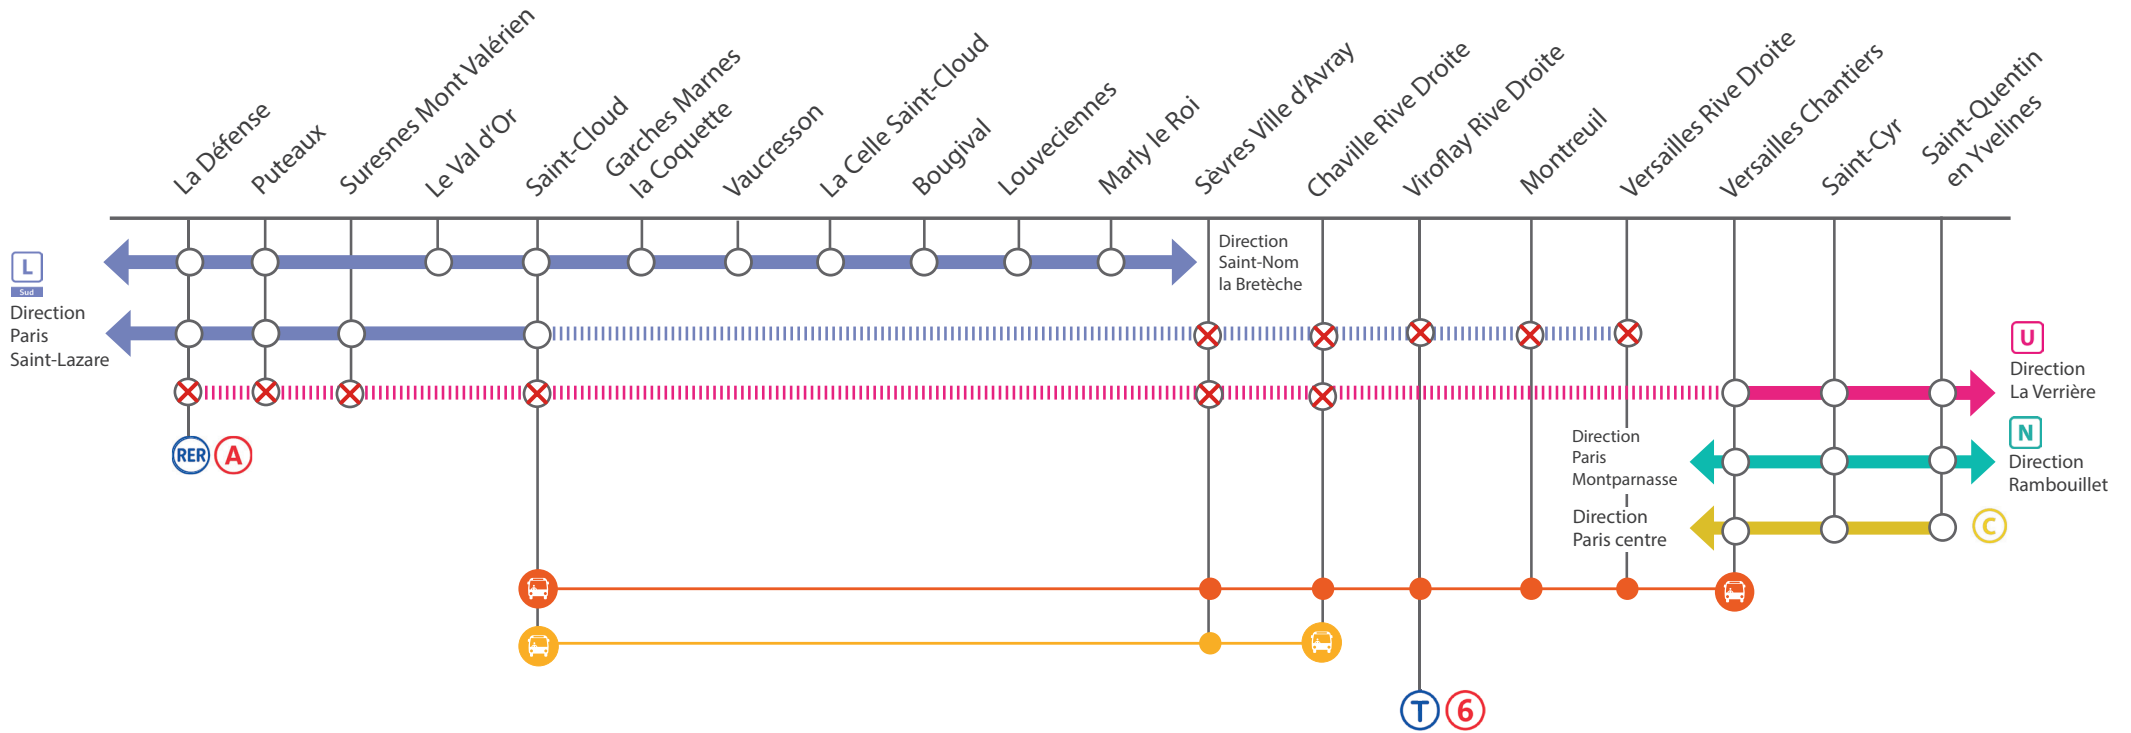 La Défense
Puteaux
Suresnes Mont Valérien
Le Val d'Or
Saint-Cloud
Garches Marnes
la Coquette
Vaucresson
La Celle Saint-Cloud
Bougival
Louveciennes
Marly le Roi
Sèvres Ville d'Avray
Chaville Rive Droite
Viroflay Rive Droite
Montreuil
Versailles Rive Droite
Versailles Chantiers
Saint-Cyr
Saint-Quentin
en Yvelines
L
Sud
Direction
Paris
Saint-Lazare
Direction
Saint-Nom
la Bretèche
U
Direction
La Verrière
RER A
Direction
Paris
Montparnasse
N
Direction
Rambouillet
Direction
Paris centre
C
T 6